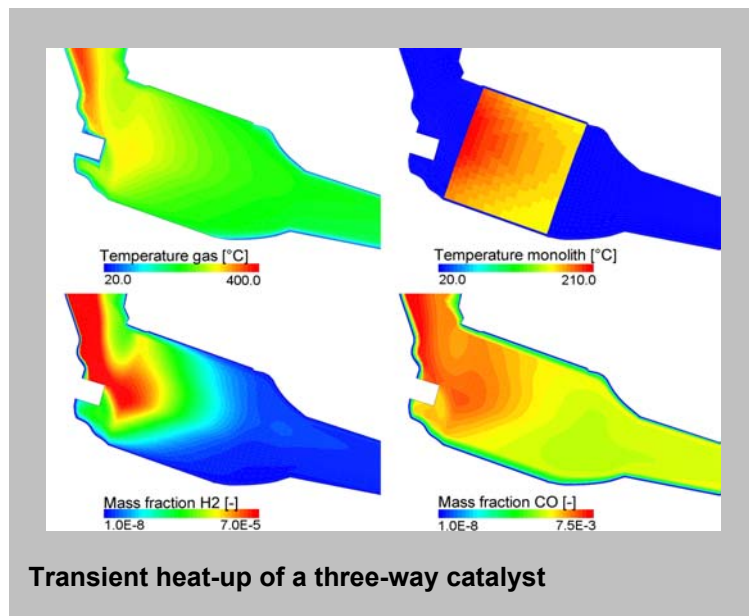 Temperature gas [°C]
20.0 400.0
Temperature monolith [°C]
20.0 210.0
Mass fraction H2 [-]
1.0E-8 7.0E-5
Mass fraction CO [-]
1.0E-8 7.5E-3
Transient heat-up of a three-way catalyst